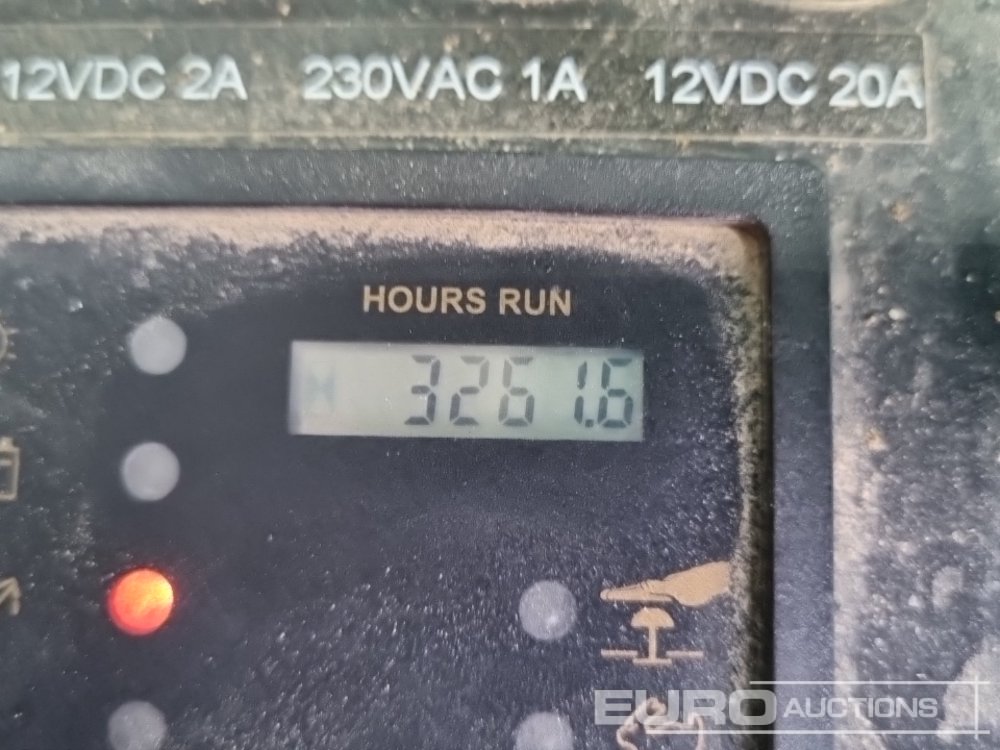 12VDC 2A 230VAC 1A 12VDC 20A
HOURS RUN
3261.6
EURO AUCTIONS